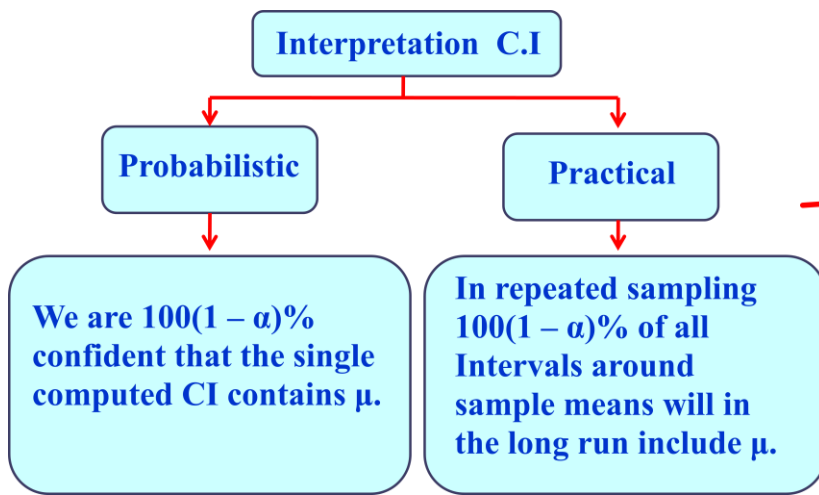 Interpretation C.I
Probabilistic
Practical
We are 100(1 – α)%
confident that the single
computed CI contains μ.
In repeated sampling
100(1 – α)% of all
Intervals around
sample means will in
the long run include μ.